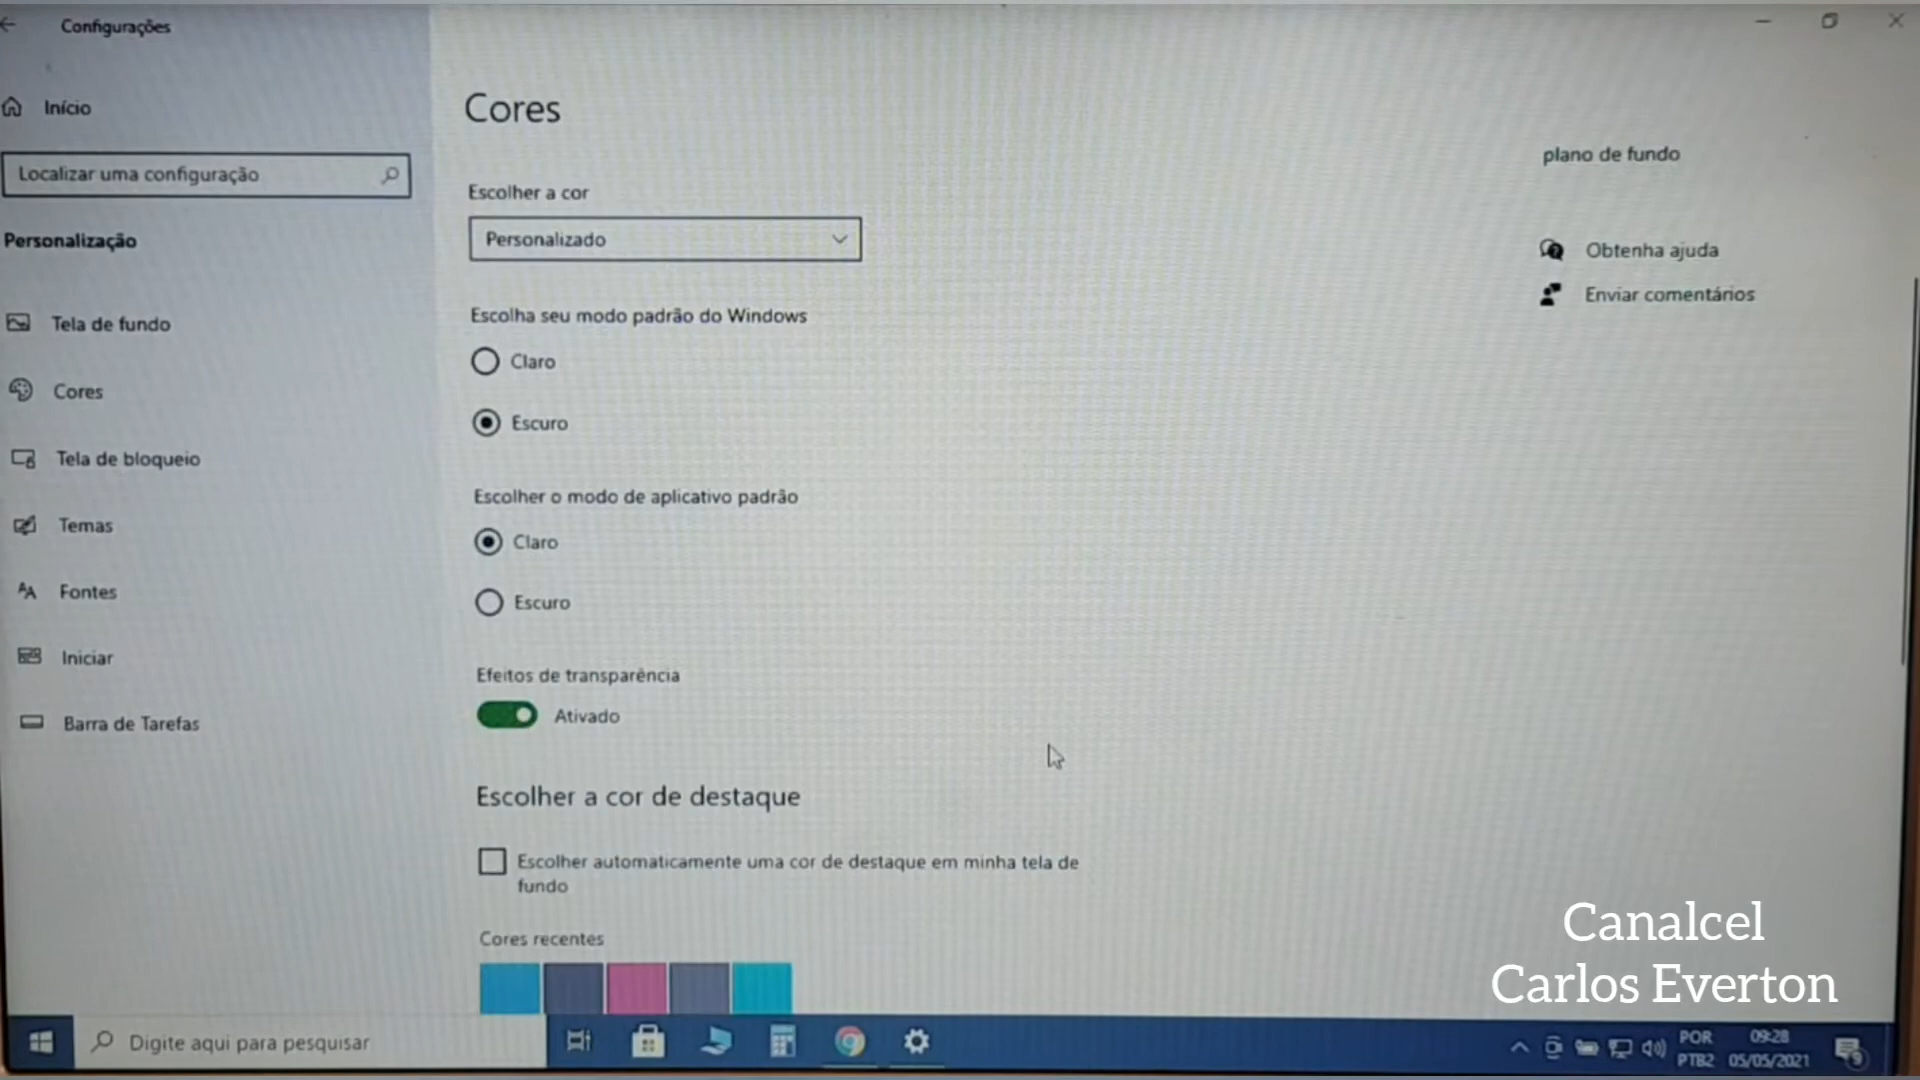 Configurações
Início
Localizar uma configuração
Personalização
Tela de fundo
Cores
Tela de bloqueio
Temas
Fontes
Iniciar
Barra de Tarefas
Cores
Escolher a cor
Personalizado
Escolha seu modo padrão do Windows
Claro
Escuro
Escolher o modo de aplicativo padrão
Claro
Escuro
Efeitos de transparência
Ativado
Escolher a cor de destaque
Escolher automaticamente uma cor de destaque em minha tela de
fundo
Cores recentes
plano de fundo
Obtenha ajuda
Enviar comentários
Canalcel
Carlos Everton
Digite aqui para pesquisar
POR
PTB2
09:28
05/05/2021
9